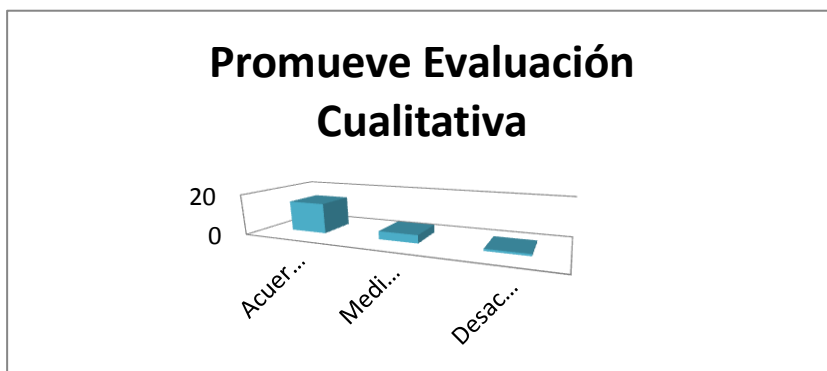 Promueve Evaluación
Cualitativa
20
0
Acuer...
Medi...
Desac...